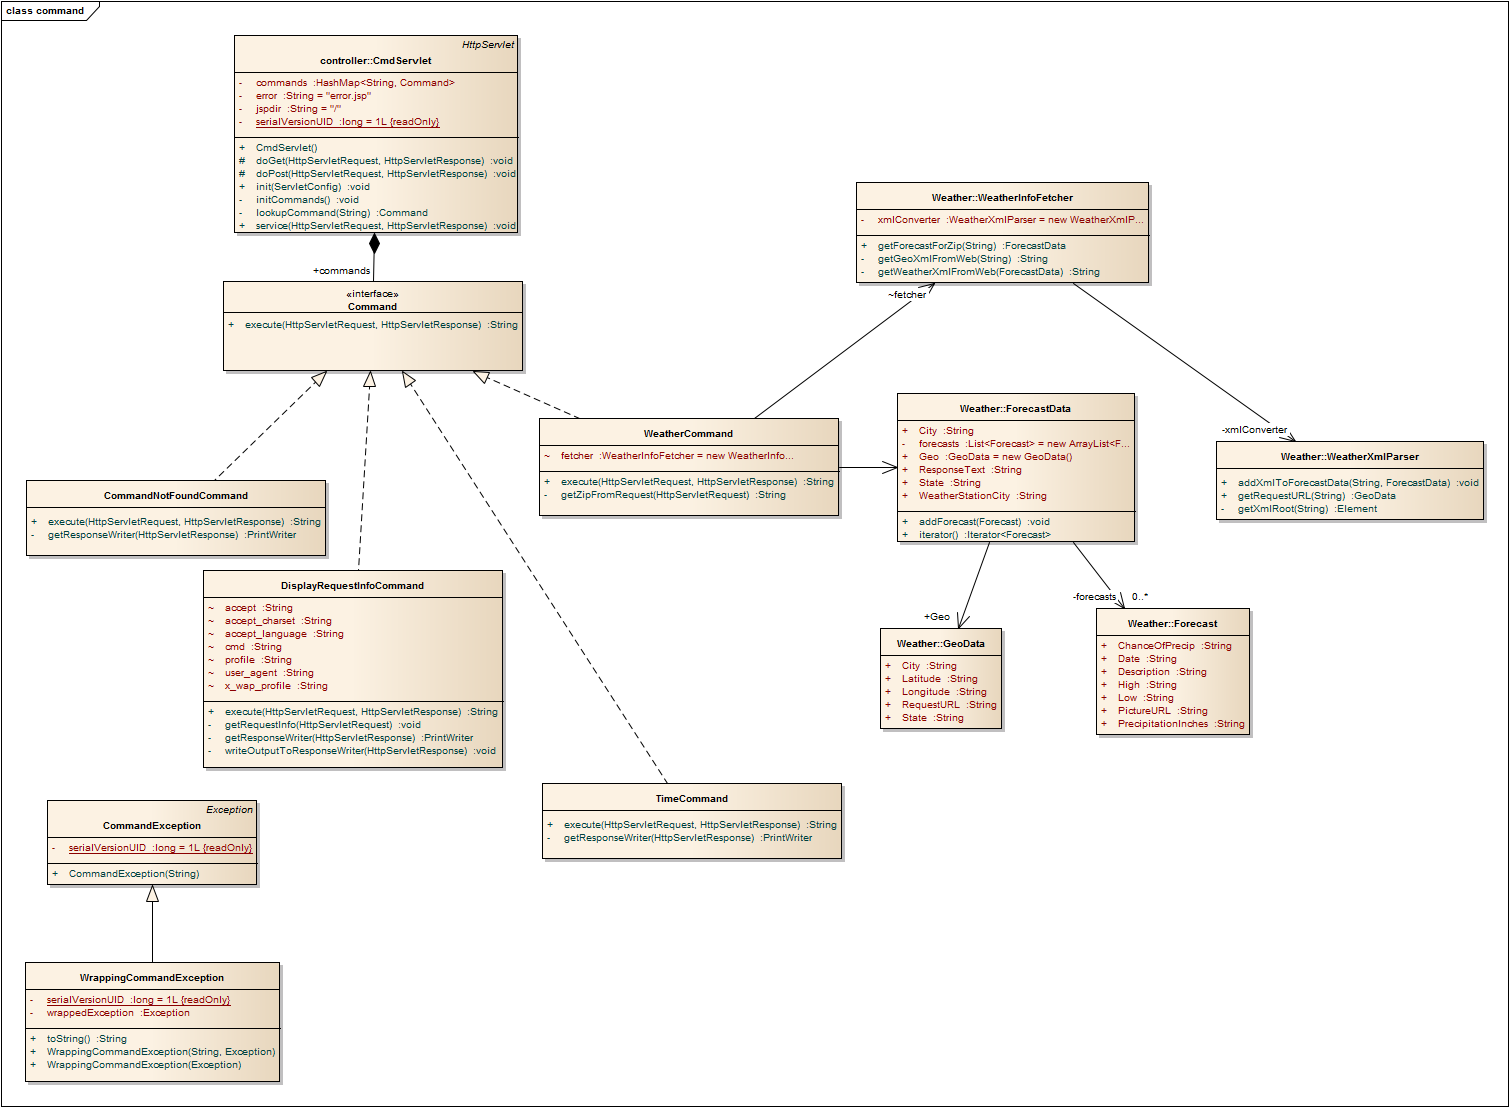 class command
HttpServlet
controller::CmdServlet
- commands :HashMap<String, Command>
- error :String = "error.jsp"
- jspdir :String = "/"
- serialVersionUID :long = 1L {readOnly}
+ CmdServlet()
# doGet(HttpServletRequest, HttpServletResponse) :void
# doPost(HttpServletRequest, HttpServletResponse) :void
+ init(ServletConfig) :void
- initCommands() :void
- lookupCommand(String) :Command
+ service(HttpServletRequest, HttpServletResponse) :void
+commands
«interface»
Command
+ execute(HttpServletRequest, HttpServletResponse) :String
Weather::WeatherInfoFetcher
- xmlConverter :WeatherXmlParser = new WeatherXmlP...
+ getForecastForZip(String) :ForecastData
- getGeoXmlFromWeb(String) :String
- getWeatherXmlFromWeb(ForecastData) :String
~fetcher
WeatherCommand
~ fetcher :WeatherInfoFetcher = new WeatherInfo...
+ execute(HttpServletRequest, HttpServletResponse) :String
- getZipFromRequest(HttpServletRequest) :String
Weather::ForecastData
+ City :String
- forecasts :List<Forecast> = new ArrayList<F...
+ Geo :GeoData = new GeoData()
+ ResponseText :String
+ State :String
+ WeatherStationCity :String
+ addForecast(Forecast) :void
+ iterator() :Iterator<Forecast>
-xmlConverter
Weather::WeatherXmlParser
+ addXmlToForecastData(String, ForecastData) :void
+ getRequestURL(String) :GeoData
- getXmlRoot(String) :Element
CommandNotFoundCommand
+ execute(HttpServletRequest, HttpServletResponse) :String
- getResponseWriter(HttpServletResponse) :PrintWriter
DisplayRequestInfoCommand
~ accept :String
~ accept_charset :String
~ accept_language :String
~ cmd :String
~ profile :String
~ user_agent :String
~ x_wap_profile :String
+ execute(HttpServletRequest, HttpServletResponse) :String
- getRequestInfo(HttpServletRequest) :void
- getResponseWriter(HttpServletResponse) :PrintWriter
- writeOutputToResponseWriter(HttpServletResponse) :void
+Geo
-forecasts 0..*
Weather::GeoData
+ City :String
+ Latitude :String
+ Longitude :String
+ RequestURL :String
+ State :String
Weather::Forecast
+ ChanceOfPrecip :String
+ Date :String
+ Description :String
+ High :String
+ Low :String
+ PictureURL :String
+ PrecipitationInches :String
TimeCommand
+ execute(HttpServletRequest, HttpServletResponse) :String
- getResponseWriter(HttpServletResponse) :PrintWriter
Exception
CommandException
- serialVersionUID :long = 1L {readOnly}
+ CommandException(String)
WrappingCommandException
- serialVersionUID :long = 1L {readOnly}
- wrappedException :Exception
+ toString() :String
+ WrappingCommandException(String, Exception)
+ WrappingCommandException(Exception)